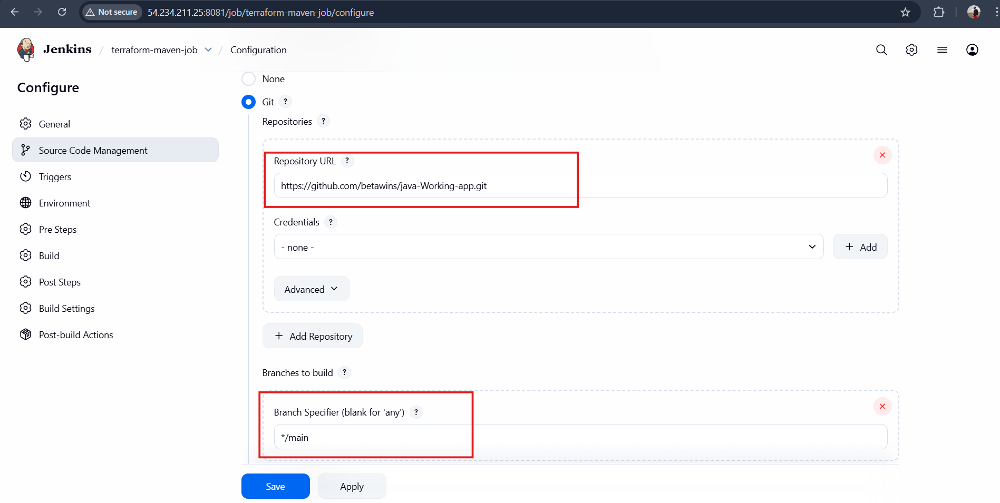 Not secure 54.234.211.25:8081/job/terraform-maven-job/configure
Jenkins / terraform-maven-job / Configuration
Configure
General
Source Code Management
Triggers
Environment
Pre Steps
Build
Post Steps
Build Settings
Post-build Actions
None
Git ?
Repositories ?
Repository URL ?
https://github.com/betawins/java-Working-app.git
Credentials ?
- none -
+ Add
Advanced
+ Add Repository
Branches to build ?
Branch Specifier (blank for 'any') ?
*/main
Save
Apply